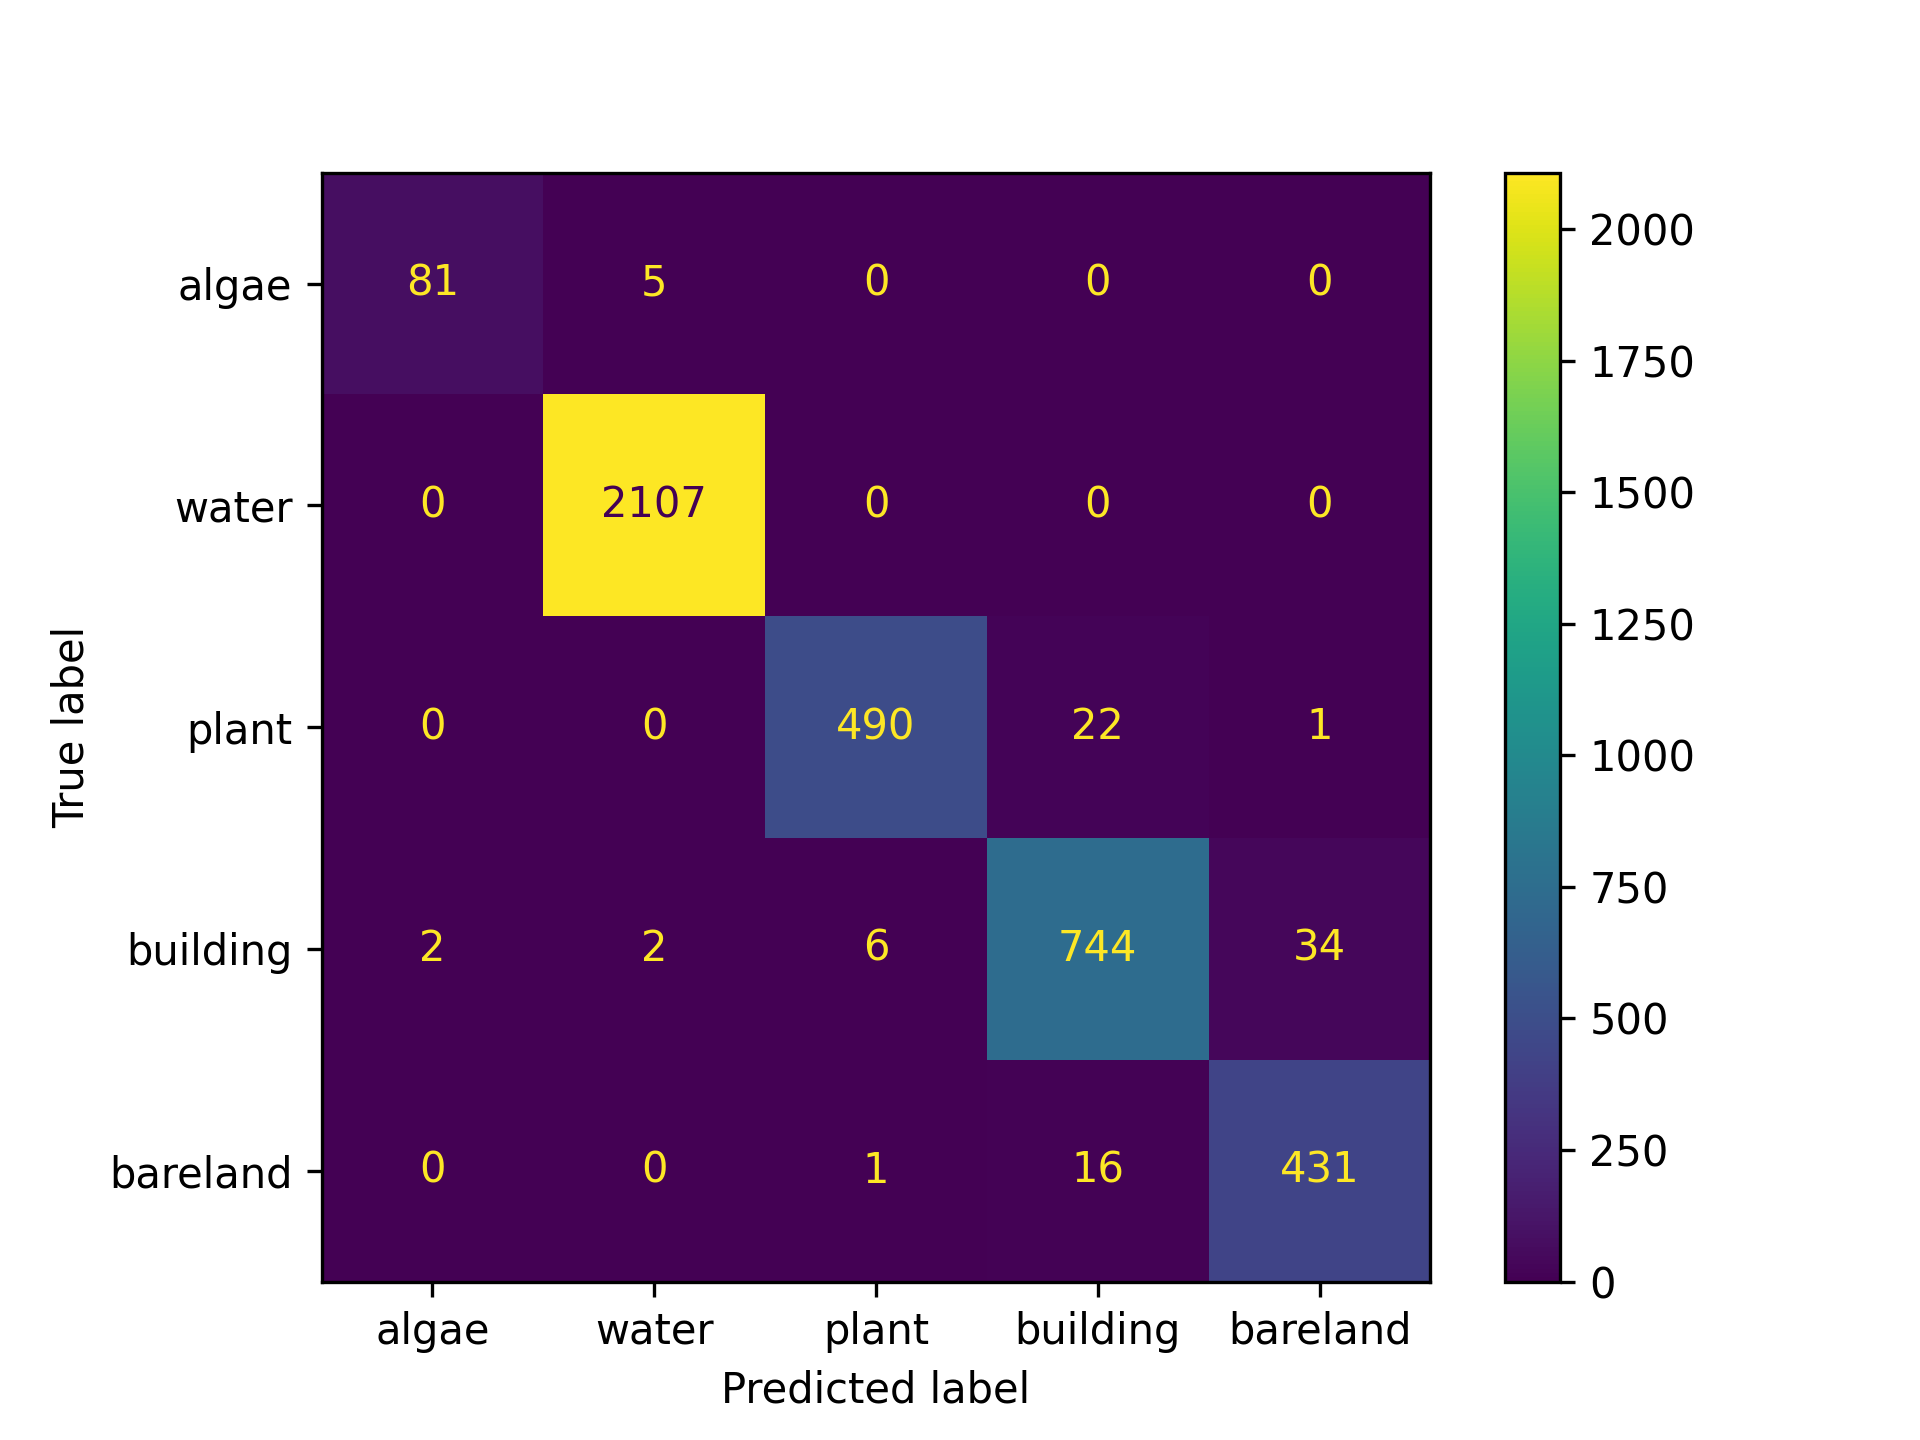 algae 81 5 0 0 0
water 0 2107 0 0 0
plant 0 0 490 22 1
building 2 2 6 744 34
bareland 0 0 1 16 431
algae water plant building bareland
Predicted label
True label
2000
1750
1500
1250
1000
750
500
250
0